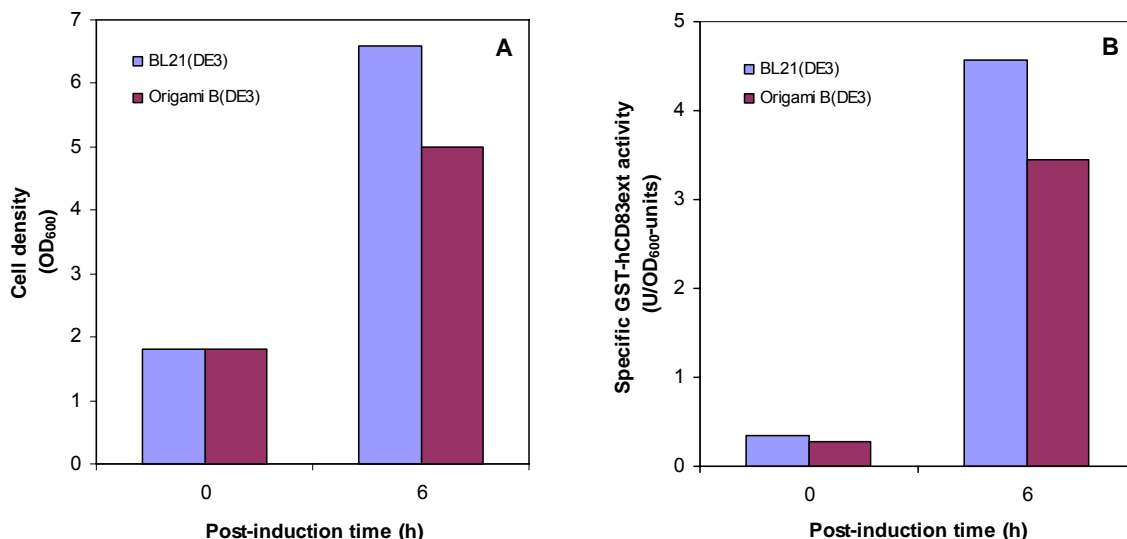 A
BL21(DE3)
Origami B(DE3)
7
6
5
4
3
2
1
0
Cell density
(OD₆₀₀)
0
6
Post-induction time (h)
B
BL21(DE3)
Origami B(DE3)
5
4
3
2
1
0
Specific GST-hCD83ext activity
(U/OD₆₀₀-units)
0
6
Post-induction time (h)